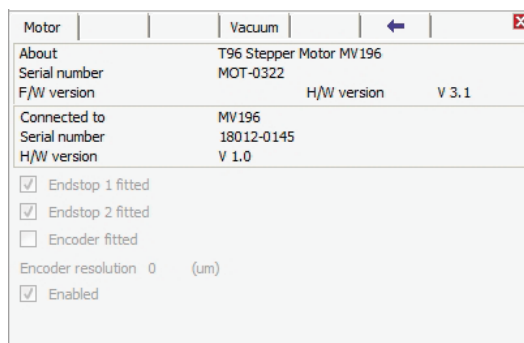 Motor Vacuum
About T96 Stepper Motor MV196
Serial number MOT-0322
F/W version H/W version V 3.1
Connected to MV196
Serial number 18012-0145
H/W version V 1.0
Endstop 1 fitted
Endstop 2 fitted
Encoder fitted
Encoder resolution 0 (um)
Enabled